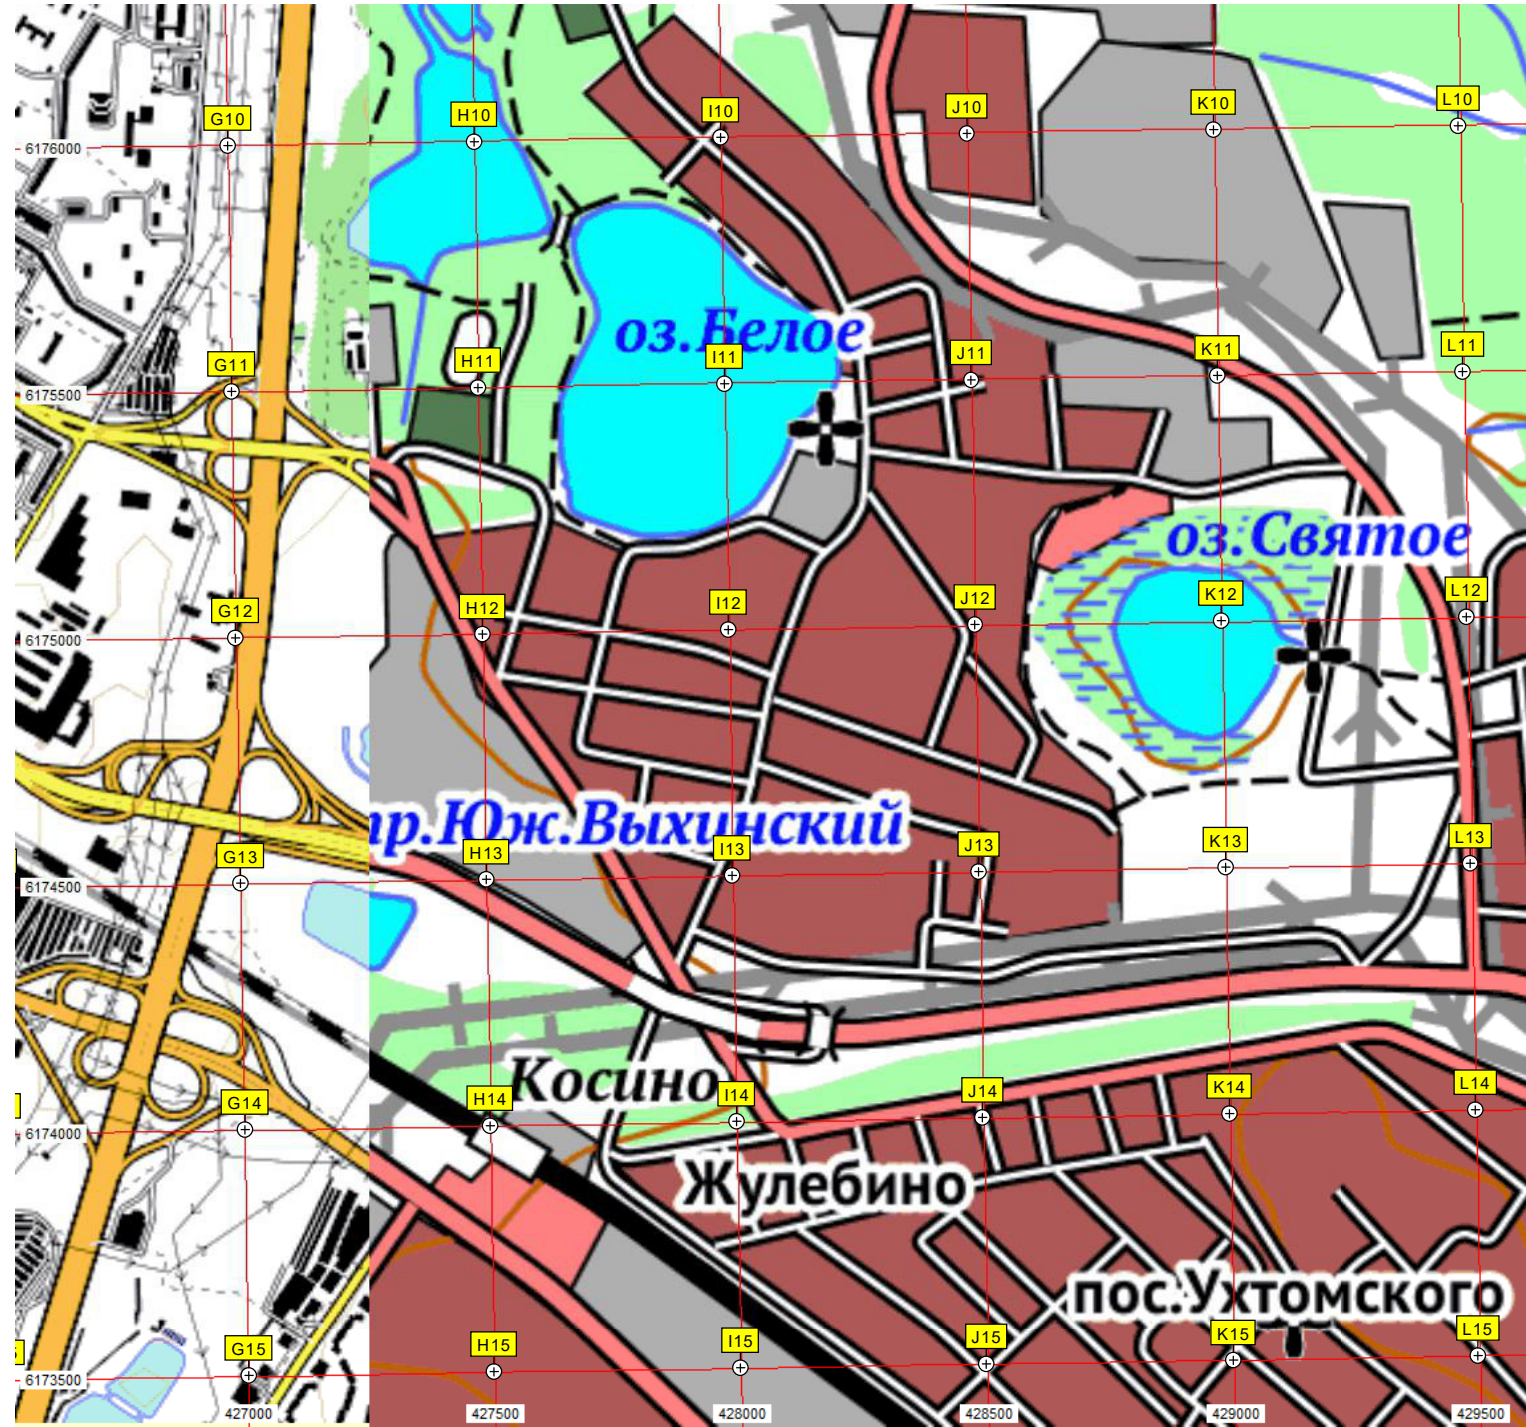 G10 H10 I10 J10 K10 L10
6176000
оз.Белое
G11 H11 I11 J11 K11 L11
6175500
оз.Святое
G12 H12 I12 J12 K12 L12
6175000
пр.Юж.Выхинский
G13 H13 I13 J13 K13 L13
6174500
Косино
G14 H14 I14 J14 K14 L14
6174000
Жулебино
пос.Ухтомского
G15 H15 I15 J15 K15 L15
6173500
427000 427500 428000 428500 429000 429500